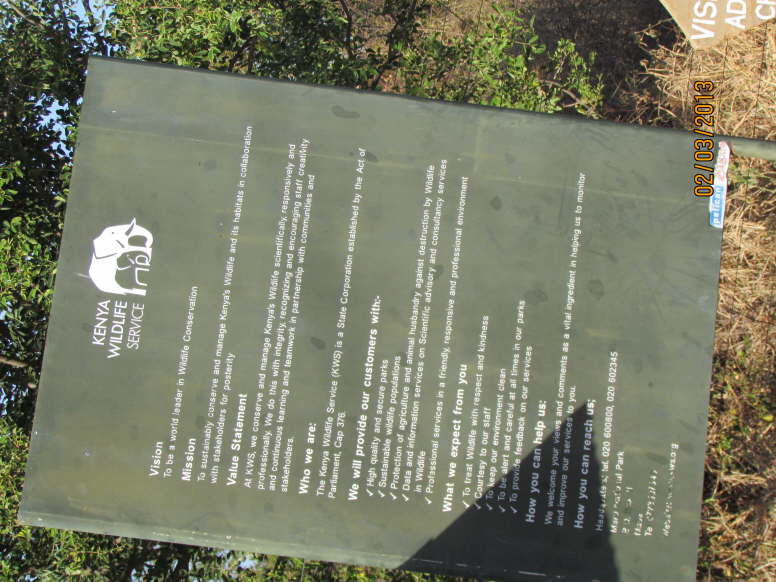 KENYA
WILDLIFE
SERVICE
Vision
To be a world leader in Wildlife Conservation
Mission
To sustainably conserve and manage Kenya's Wildlife and its habitats in collaboration
with stakeholders for posterity
Value Statement
At KWS, we conserve and manage Kenya's Wildlife scientifically, responsively and
professionally. We do this with integrity, recognizing and encouraging staff creativity
and continuous learning and teamwork in partnership with communities and
stakeholders.
Who we are:
The Kenya Wildlife Service (KWS) is a State Corporation established by the Act of
Parliament, Cap 376.
We will provide our customers with:-
✓ High quality and secure parks
✓ Sustainable wildlife populations
✓ Protection of agriculture and animal husbandry against destruction by Wildlife
✓ Data and information services on Scientific advisory and consultancy services
in Wildlife
✓ Professional services in a friendly, responsive and professional environment
What we expect from you
✓ To treat Wildlife with respect and kindness
✓ Courtesy to our staff
✓ To keep our environment clean
✓ To be alert and careful at all times in our parks
✓ To provide feedback on our services
How you can help us:
We welcome your views and comments as a vital ingredient in helping us to monitor
and improve our services to you.
How you can reach us:
tel. 020 600800, 020 602345
Park
pelican
VIS
AD
CH
02/03/2013